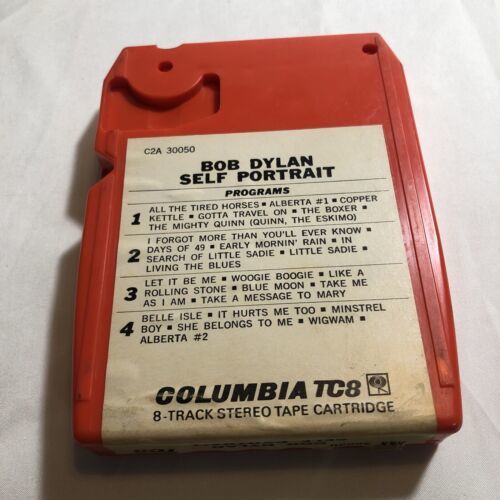 C2A 30050
BOB DYLAN
SELF PORTRAIT
PROGRAMS
1 ALL THE TIRED HORSES ▪ ALBERTA #1 ▪ COPPER
KETTLE ▪ GOTTA TRAVEL ON ▪ THE BOXER ▪
THE MIGHTY QUINN (QUINN, THE ESKIMO)
2 I FORGOT MORE THAN YOU'LL EVER KNOW ▪
DAYS OF 49 ▪ EARLY MORNIN' RAIN ▪ IN
SEARCH OF LITTLE SADIE ▪ LITTLE SADIE ▪
LIVING THE BLUES
3 LET IT BE ME ▪ WOOGIE BOOGIE ▪ LIKE A
ROLLING STONE ▪ BLUE MOON ▪ TAKE ME
AS I AM ▪ TAKE A MESSAGE TO MARY
4 BELLE ISLE ▪ IT HURTS ME TOO ▪ MINSTREL
BOY ▪ SHE BELONGS TO ME ▪ WIGWAM ▪
ALBERTA #2
COLUMBIA TC8
8-TRACK STEREO TAPE CARTRIDGE